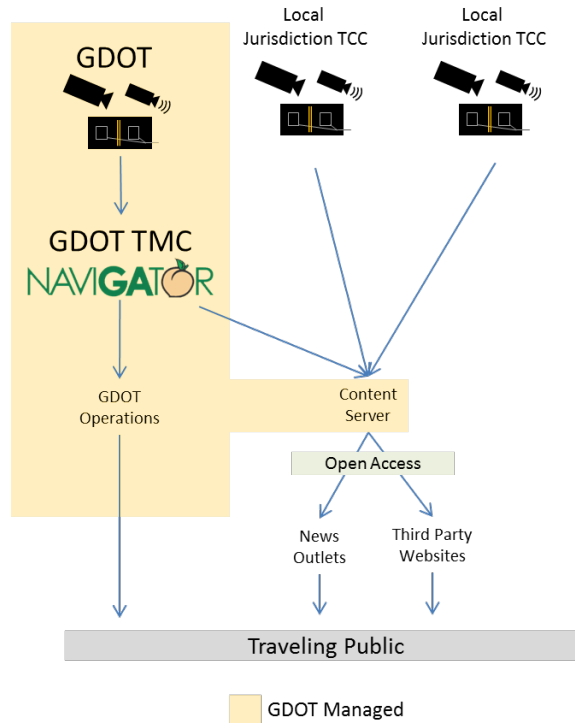 Local
Jurisdiction TCC
Local
Jurisdiction TCC
GDOT
GDOT TMC
NAVIGATOR
GDOT
Operations
Content
Server
Open Access
News
Outlets
Third Party
Websites
Traveling Public
GDOT Managed